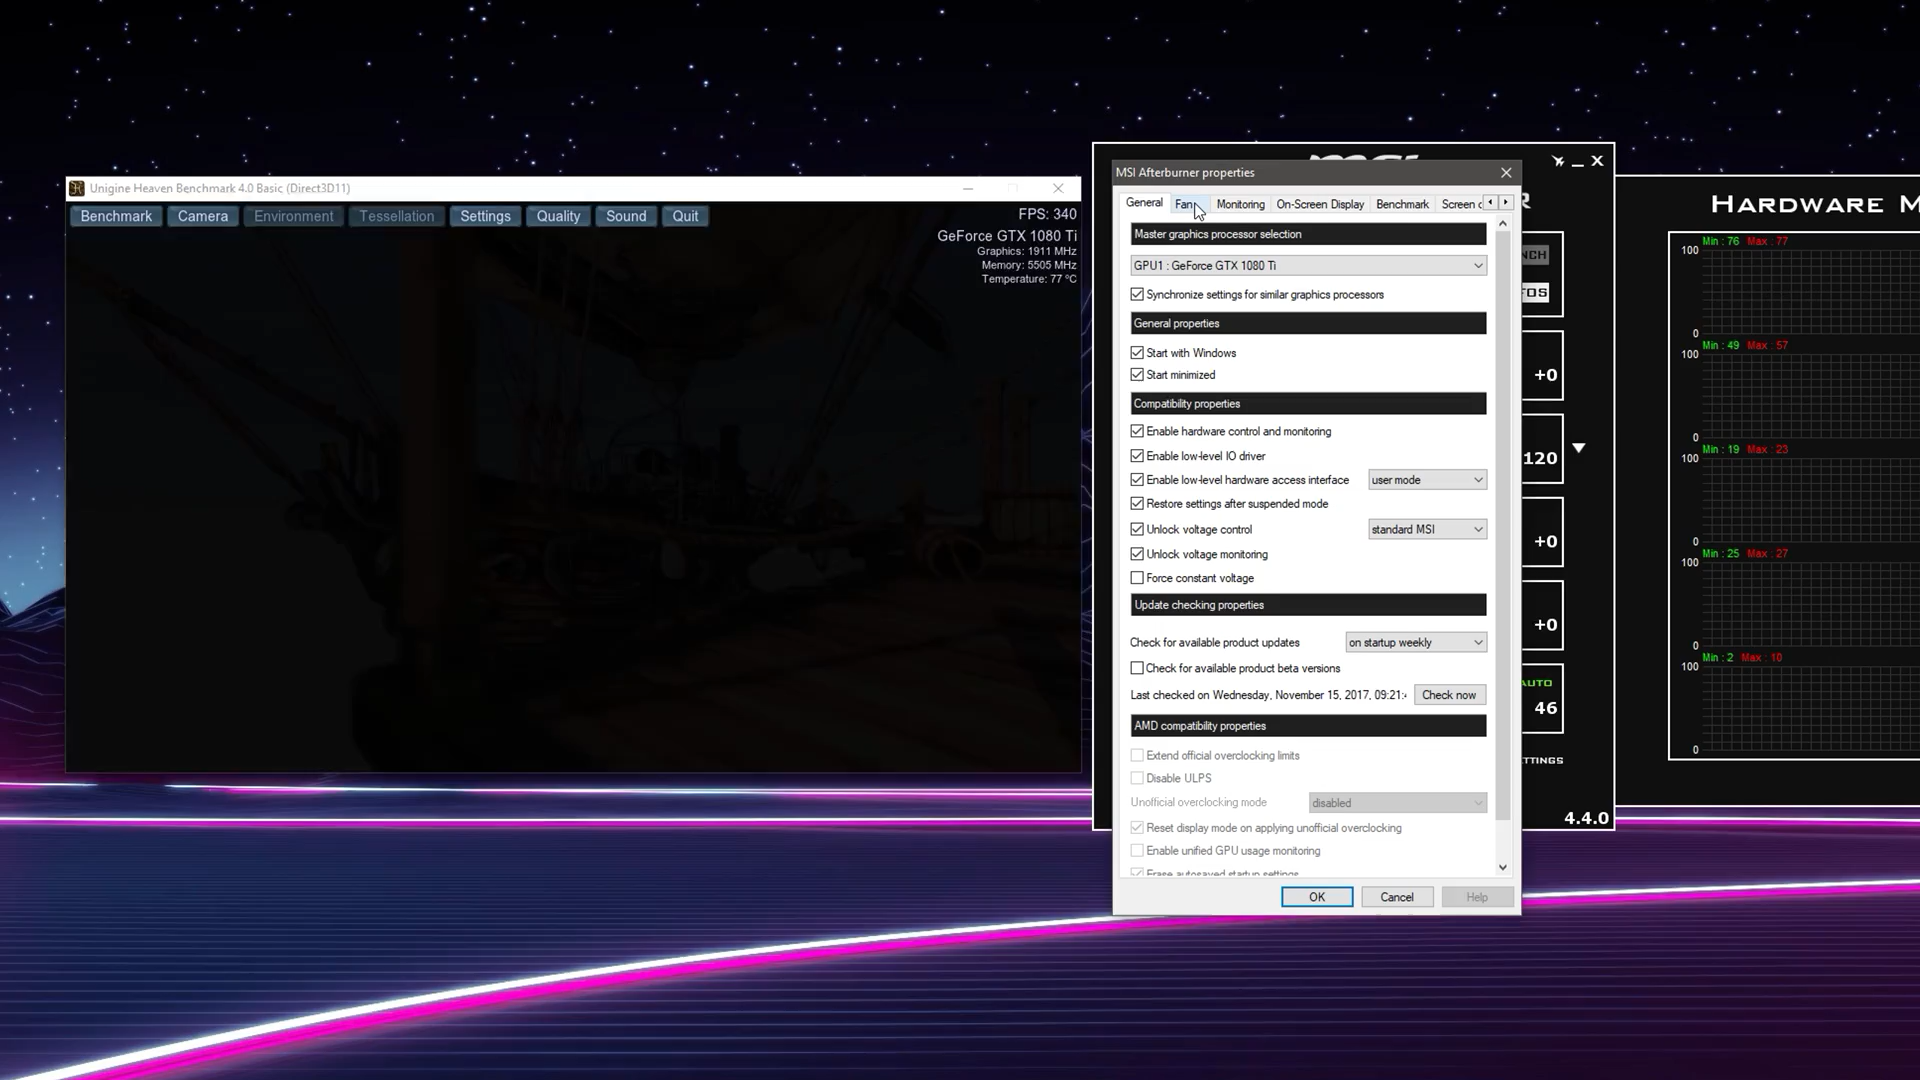 Unigine Heaven Benchmark 4.0 Basic (Direct3D11)
Benchmark Camera Environment Tessellation Settings Quality Sound Quit
FPS: 340
GeForce GTX 1080 Ti
Graphics: 1911 MHz
Memory: 5505 MHz
Temperature: 77 °C
MSI Afterburner properties
General Fan Monitoring On-Screen Display Benchmark Screen c
Master graphics processor selection
GPU1 : GeForce GTX 1080 Ti
Synchronize settings for similar graphics processors
General properties
Start with Windows
Start minimized
Compatibility properties
Enable hardware control and monitoring
Enable low-level IO driver
Enable low-level hardware access interface user mode
Restore settings after suspended mode
Unlock voltage control standard MSI
Unlock voltage monitoring
Force constant voltage
Update checking properties
Check for available product updates on startup weekly
Check for available product beta versions
Last checked on Wednesday, November 15, 2017, 09:21:4 Check now
AMD compatibility properties
Extend official overclocking limits
Disable ULPS
Unofficial overclocking mode disabled
Reset display mode on applying unofficial overclocking
Enable unified GPU usage monitoring
Erase autosaved startup settings
OK Cancel Help
R
NCH
FOS
+0
120
+0
+0
AUTO
46
TTINGS
4.4.0
HARDWARE M
Min : 76 Max : 77
100
0
Min : 49 Max : 57
100
0
Min : 19 Max : 23
100
0
Min : 25 Max : 27
100
0
Min : 2 Max : 10
100
0